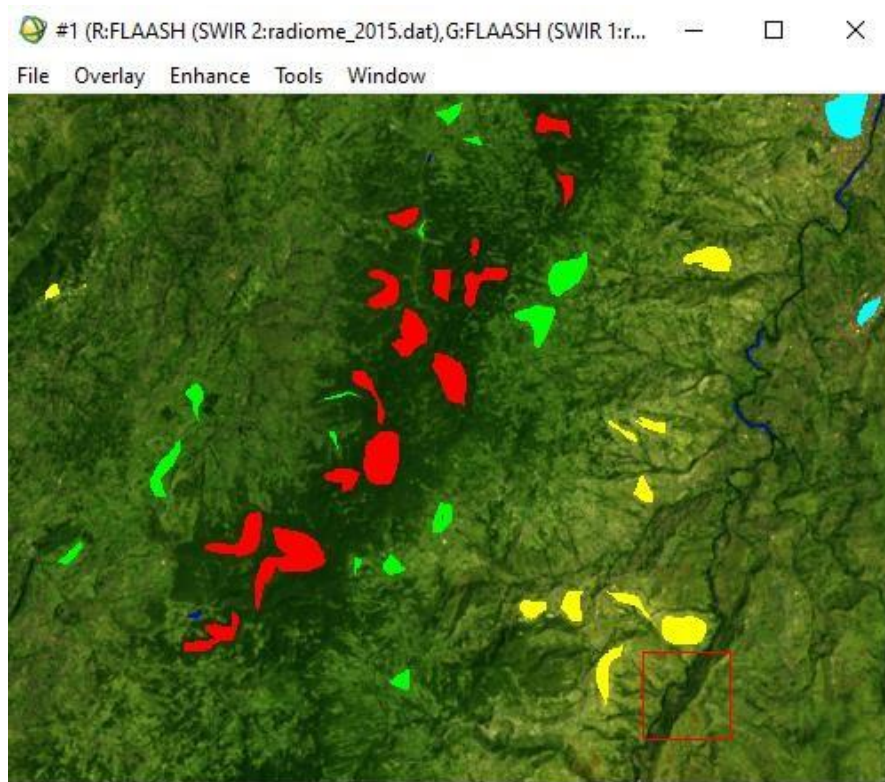 #1 (R:FLAASH (SWIR 2:radiome_2015.dat),G:FLAASH (SWIR 1:r...
File Overlay Enhance Tools Window